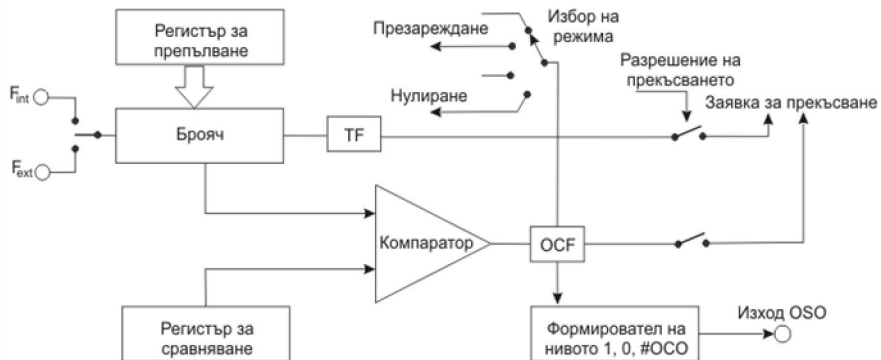 Регистър за
препълване
Презареждане
Избор на
режима
Нулиране
Разрешение на
прекъсването
Заявка за прекъсване
Fint
Брояч
TF
Fext
Компаратор
OCF
Регистър за
сравняване
Формировател на
нивото 1, 0, #OCO
Изход OSO